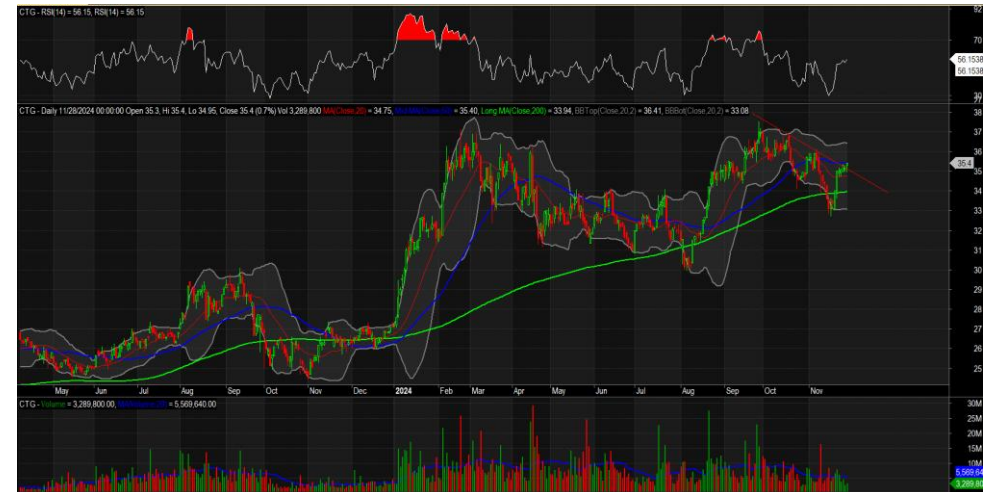 CTG - RSI(14) = 56.15, RSI(14) = 56.15
92
70
56.1538
56.1538
30
CTG - Daily 11/28/2024 00:00:00 Open 35.3, Hi 35.4, Lo 34.95, Close 35.4 (0.7%) Vol 3,289,800 MA(Close,20) = 34.75, = 35.40, Long MA(Close,200) = 33.94, BBTop(Close,20,2) = 36.41, BBBot(Close,20,2) = 33.08
38
37
36
35.4
35
34
33
32
31
30
29
28
27
26
25
May Jun Jul Aug Sep Oct Nov Dec 2024 Feb Mar Apr May Jun Jul Aug Sep Oct Nov
CTG - Volume = 3,289,800.00, = 5,569,640.00
30M
25M
20M
15M
10M
5,569,64
3,289,80